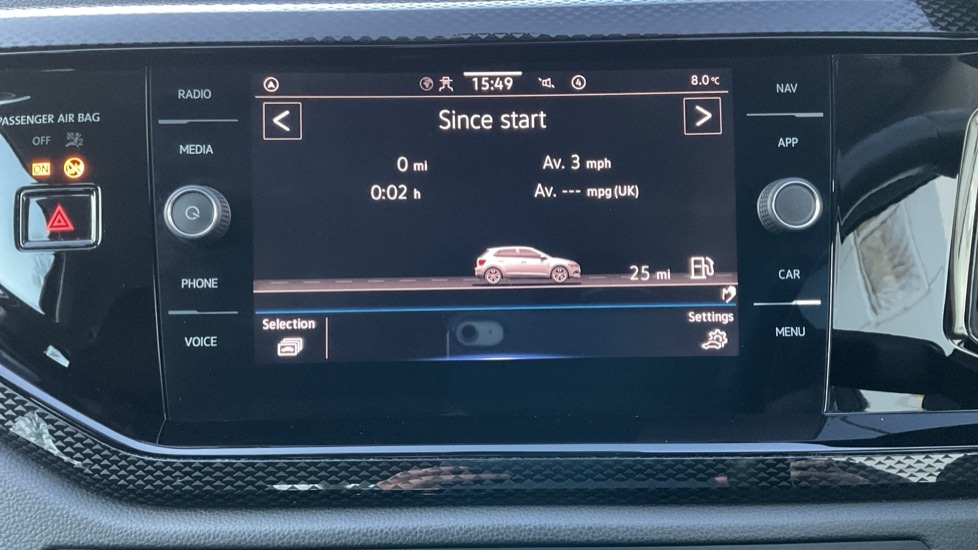 RADIO
MEDIA
PHONE
VOICE
PASSENGER AIR BAG
OFF
ON
15:49
4
8.0°C
Since start
0 mi
Av. 3 mph
0:02 h
Av. --- mpg (UK)
25 mi
Selection
Settings
NAV
APP
CAR
MENU